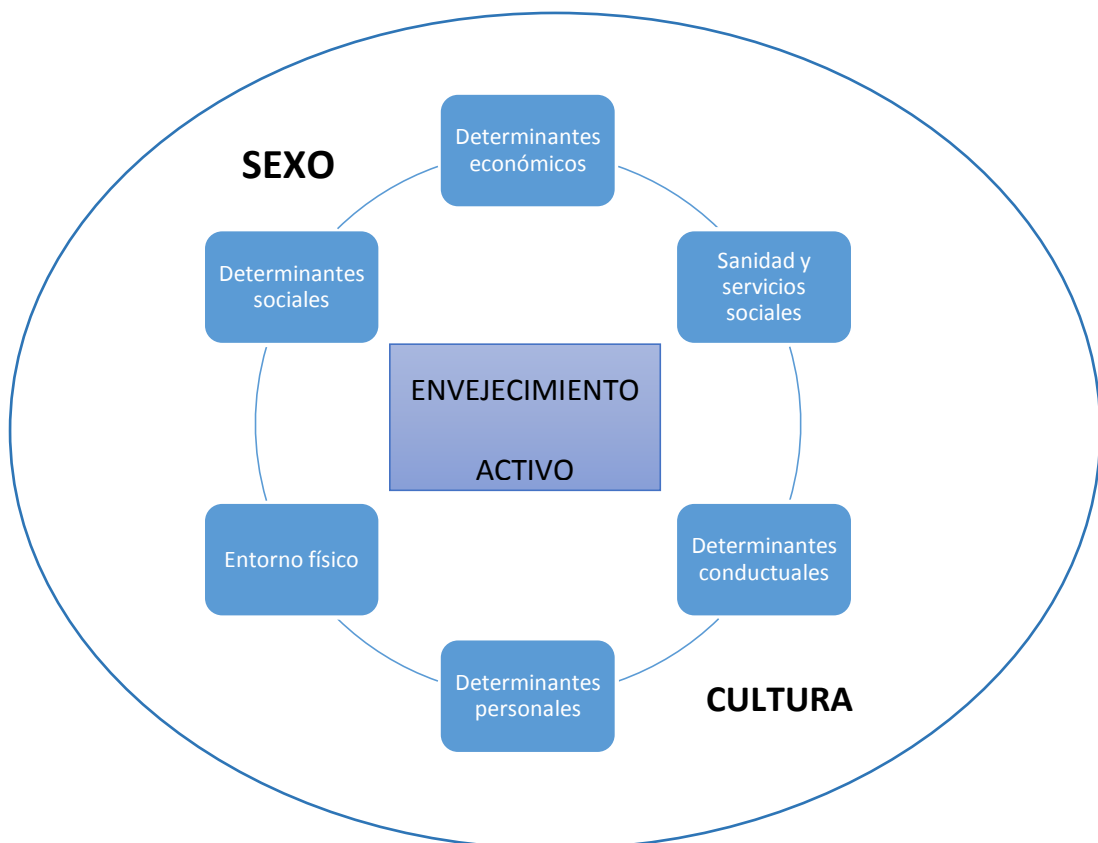 Determinantes
económicos
SEXO
Determinantes
sociales
Sanidad y
servicios
sociales
ENVEJECIMIENTO
ACTIVO
Entorno físico
Determinantes
conductuales
Determinantes
personales
CULTURA